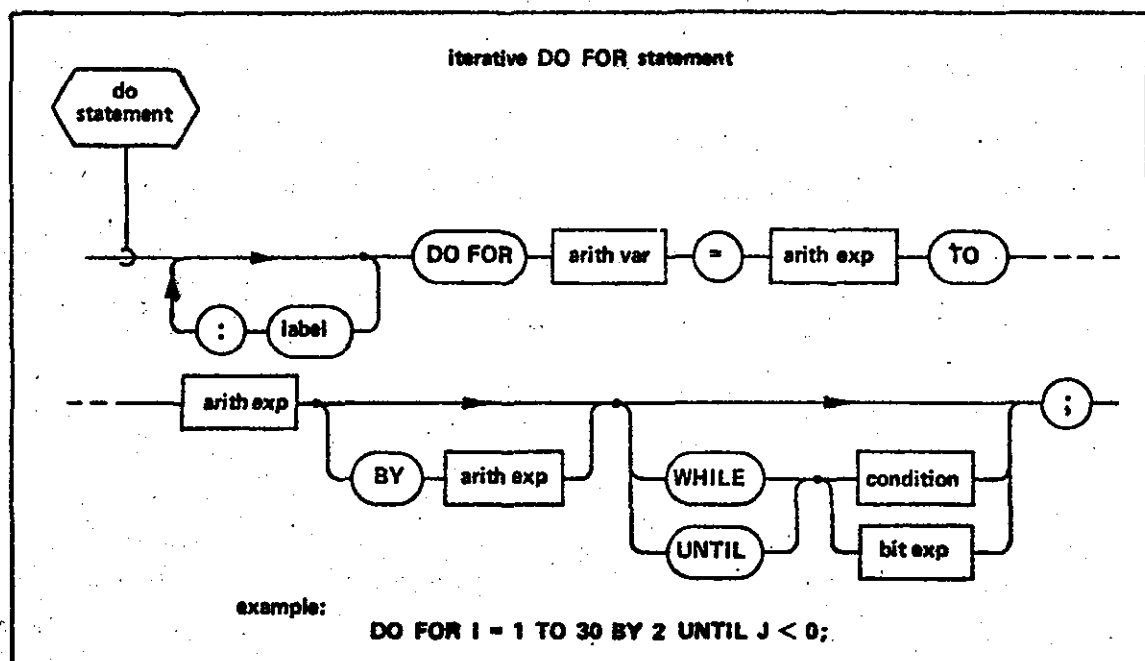 iterative DO FOR statement
do
statement
DO FOR arith var = arith exp TO
: label
arith exp
BY arith exp
WHILE condition
UNTIL bit exp
;
example:
DO FOR I = 1 TO 30 BY 2 UNTIL J < 0;